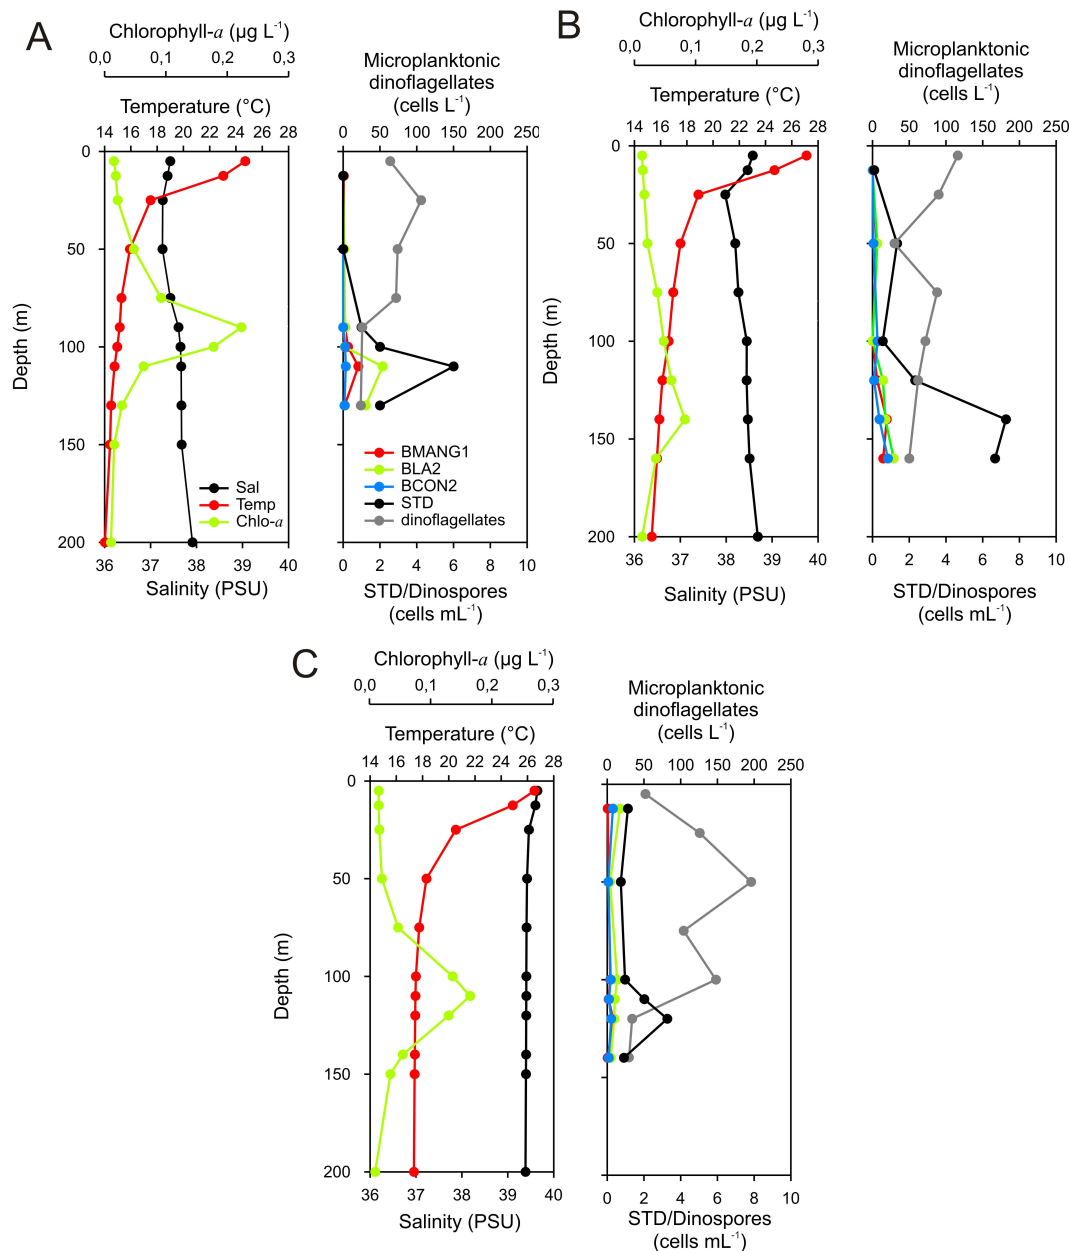 A
Chlorophyll-a (µg L-1)
0,0 0,1 0,2 0,3
Temperature (°C)
14 16 18 20 22 24 26 28
Microplanktonic
dinoflagellates
(cells L-1)
0 50 100 150 200 250
0
50
100
150
200
Depth (m)
Sal
Temp
Chlo-a
BMANG1
BLA2
BCON2
STD
dinoflagellates
36 37 38 39 40
Salinity (PSU)
0 2 4 6 8 10
STD/Dinospores
(cells mL-1)
B
Chlorophyll-a (µg L-1)
0,0 0,1 0,2 0,3
Temperature (°C)
14 16 18 20 22 24 26 28
Microplanktonic
dinoflagellates
(cells L-1)
0 50 100 150 200 250
0
50
100
150
200
Depth (m)
36 37 38 39 40
Salinity (PSU)
0 2 4 6 8 10
STD/Dinospores
(cells mL-1)
C
Chlorophyll-a (µg L-1)
0,0 0,1 0,2 0,3
Temperature (°C)
14 16 18 20 22 24 26 28
Microplanktonic
dinoflagellates
(cells L-1)
0 50 100 150 200 250
0
50
100
150
200
Depth (m)
36 37 38 39 40
Salinity (PSU)
0 2 4 6 8 10
STD/Dinospores
(cells mL-1)